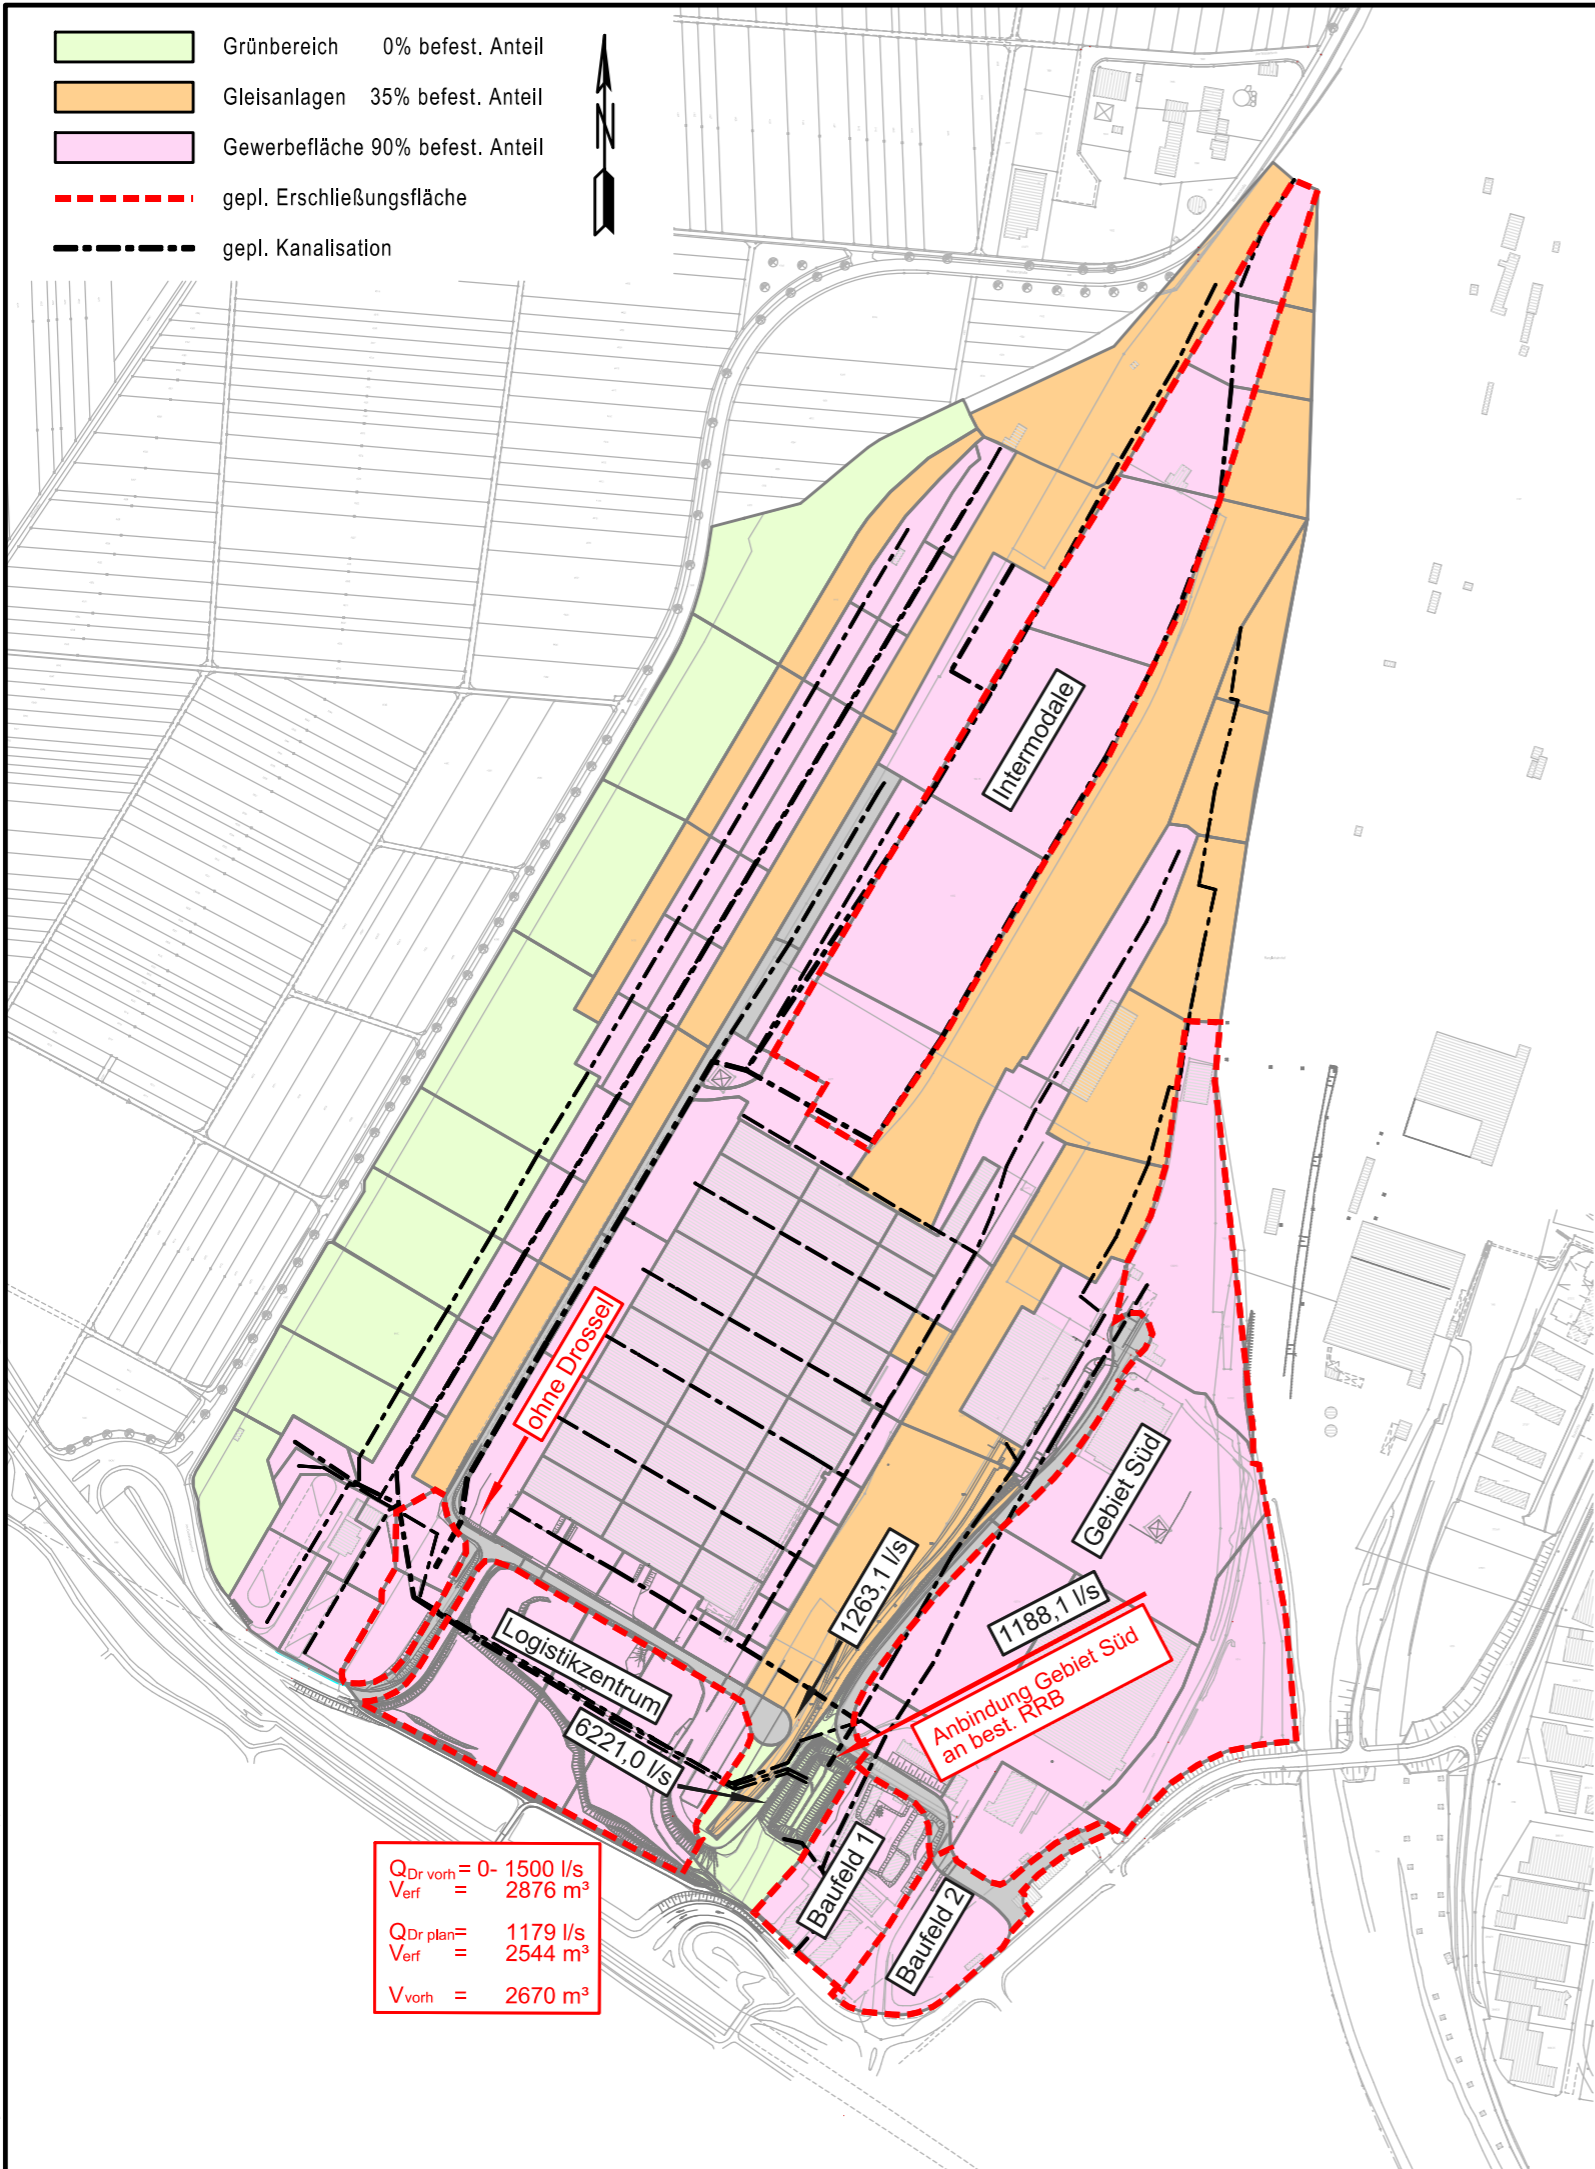 Grünbereich 0% befest. Anteil
Gleisanlagen 35% befest. Anteil
Gewerbefläche 90% befest. Anteil
gepl. Erschließungsfläche
gepl. Kanalisation
N
Intermodale
ohne Drossel
Gebiet Süd
1263,1 l/s
1188,1 l/s
Anbindung Gebiet Süd
an best. RRB
Logistikzentrum
6221,0 l/s
Baufeld 1
Baufeld 2
QDr vorh = 0- 1500 l/s
Verf = 2876 m³
QDr plan= 1179 l/s
Verf = 2544 m³
Vvorh = 2670 m³